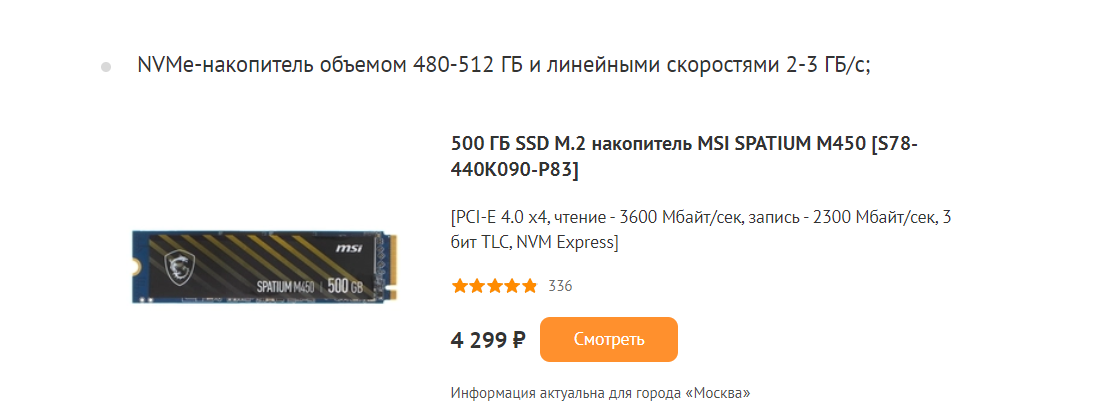 NVMe-накопитель объемом 480-512 ГБ и линейными скоростями 2-3 ГБ/с;
500 ГБ SSD M.2 накопитель MSI SPATIUM M450 [S78-
440K090-P83]
[PCI-E 4.0 x4, чтение - 3600 Мбайт/сек, запись - 2300 Мбайт/сек, 3
бит TLC, NVM Express]
msi
SPATIUM M450 | 500 GB
336
4 299 ₽ Смотреть
Информация актуальна для города «Москва»